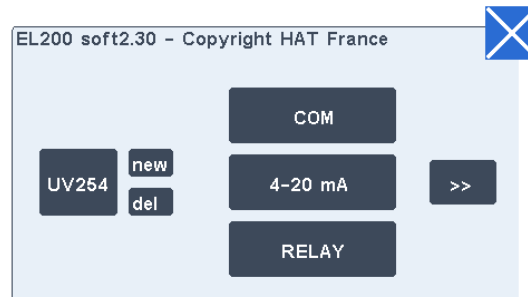 EL200 soft2.30 - Copyright HAT France
COM
new
UV254
4-20 mA
>>
del
RELAY